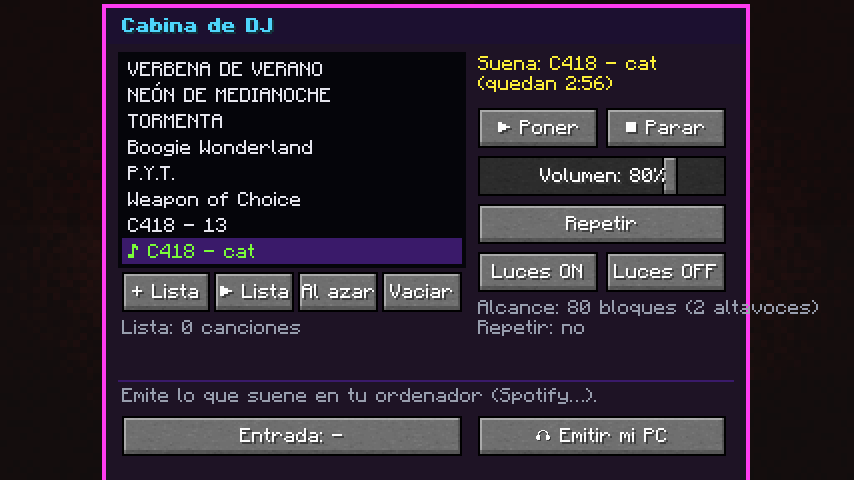 Cabina de DJ
VERBENA DE VERANO
NEÓN DE MEDIANOCHE
TORMENTA
Boogie Wonderland
P.Y.T.
Weapon of Choice
C418 - 13
♪ C418 - cat
+ Lista
► Lista
Al azar
Vaciar
Lista: 0 canciones
Suena: C418 - cat
(quedan 2:56)
► Poner
■ Parar
Volumen: 80%
Repetir
Luces ON
Luces OFF
Alcance: 80 bloques (2 altavoces)
Repetir: no
Emite lo que suene en tu ordenador (Spotify...).
Entrada: -
🎧 Emitir mi PC